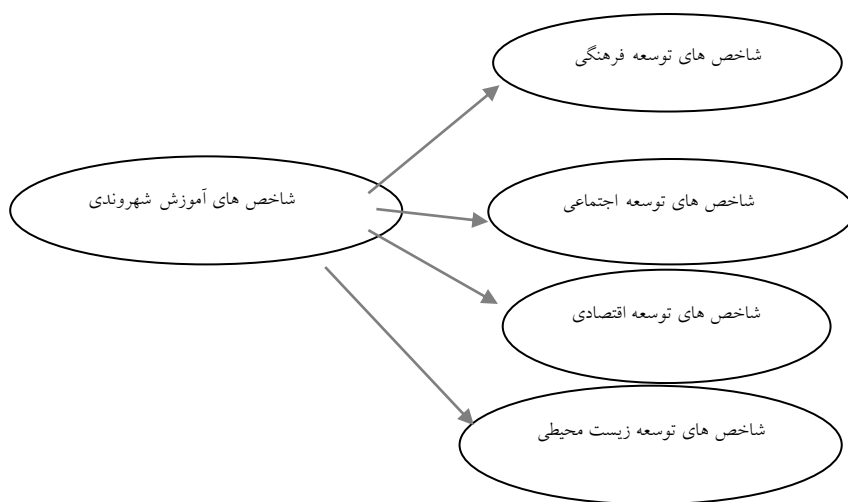 شاخص های توسعه فرهنگی
شاخص های آموزش شهروندی
شاخص های توسعه اجتماعی
شاخص های توسعه اقتصادی
شاخص های توسعه زیست محیطی